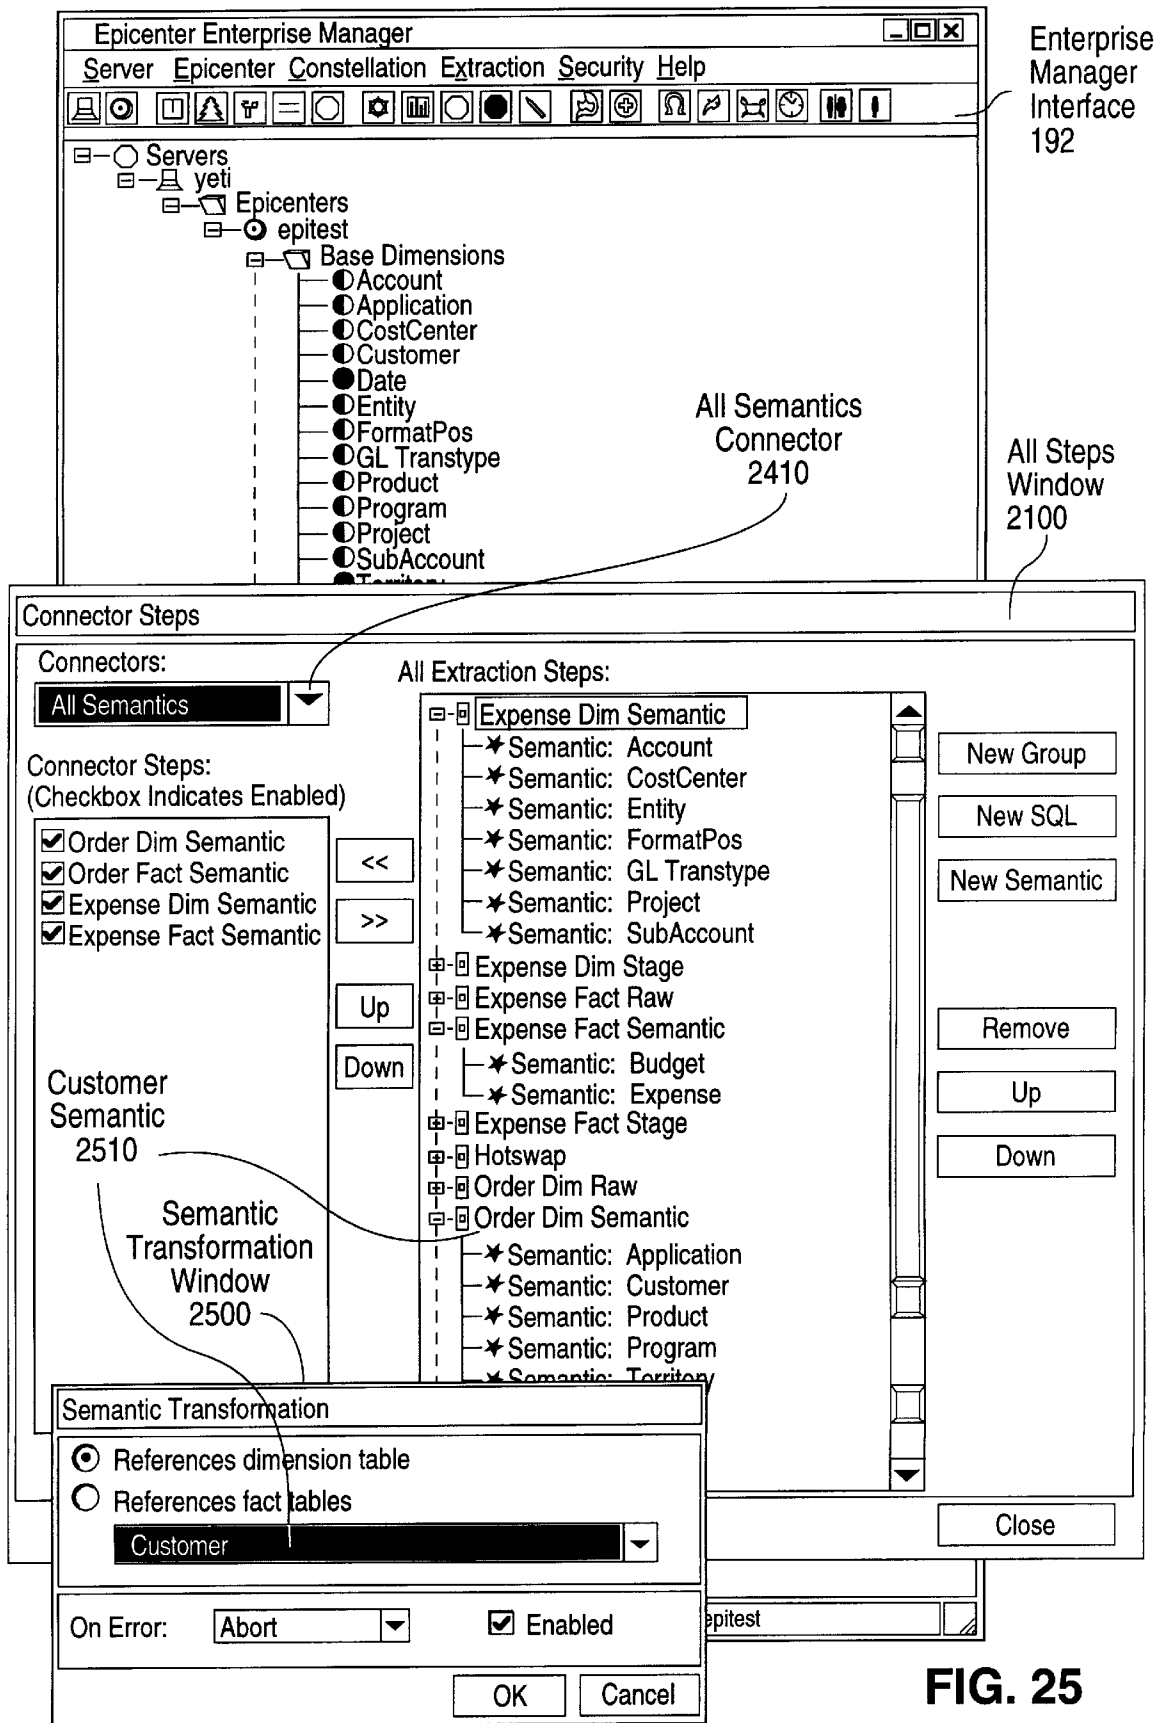 Epicenter Enterprise Manager
Server Epicenter Constellation Extraction Security Help
Enterprise
Manager
Interface
192
Servers
yeti
Epicenters
epitest
Base Dimensions
Account
Application
CostCenter
Customer
Date
Entity
FormatPos
GL Transtype
Product
Program
Project
SubAccount
Territory
All Semantics
Connector
2410
All Steps
Window
2100
Connector Steps
Connectors:
All Semantics
Connector Steps:
(Checkbox Indicates Enabled)
Order Dim Semantic
Order Fact Semantic
Expense Dim Semantic
Expense Fact Semantic
<<
>>
Up
Down
All Extraction Steps:
Expense Dim Semantic
Semantic: Account
Semantic: CostCenter
Semantic: Entity
Semantic: FormatPos
Semantic: GL Transtype
Semantic: Project
Semantic: SubAccount
Expense Dim Stage
Expense Fact Raw
Expense Fact Semantic
Semantic: Budget
Semantic: Expense
Expense Fact Stage
Hotswap
Order Dim Raw
Order Dim Semantic
Semantic: Application
Semantic: Customer
Semantic: Product
Semantic: Program
Semantic: Territory
New Group
New SQL
New Semantic
Remove
Up
Down
Close
Customer
Semantic
2510
Semantic
Transformation
Window
2500
Semantic Transformation
References dimension table
References fact tables
Customer
On Error: Abort Enabled
OK Cancel
epitest
FIG. 25